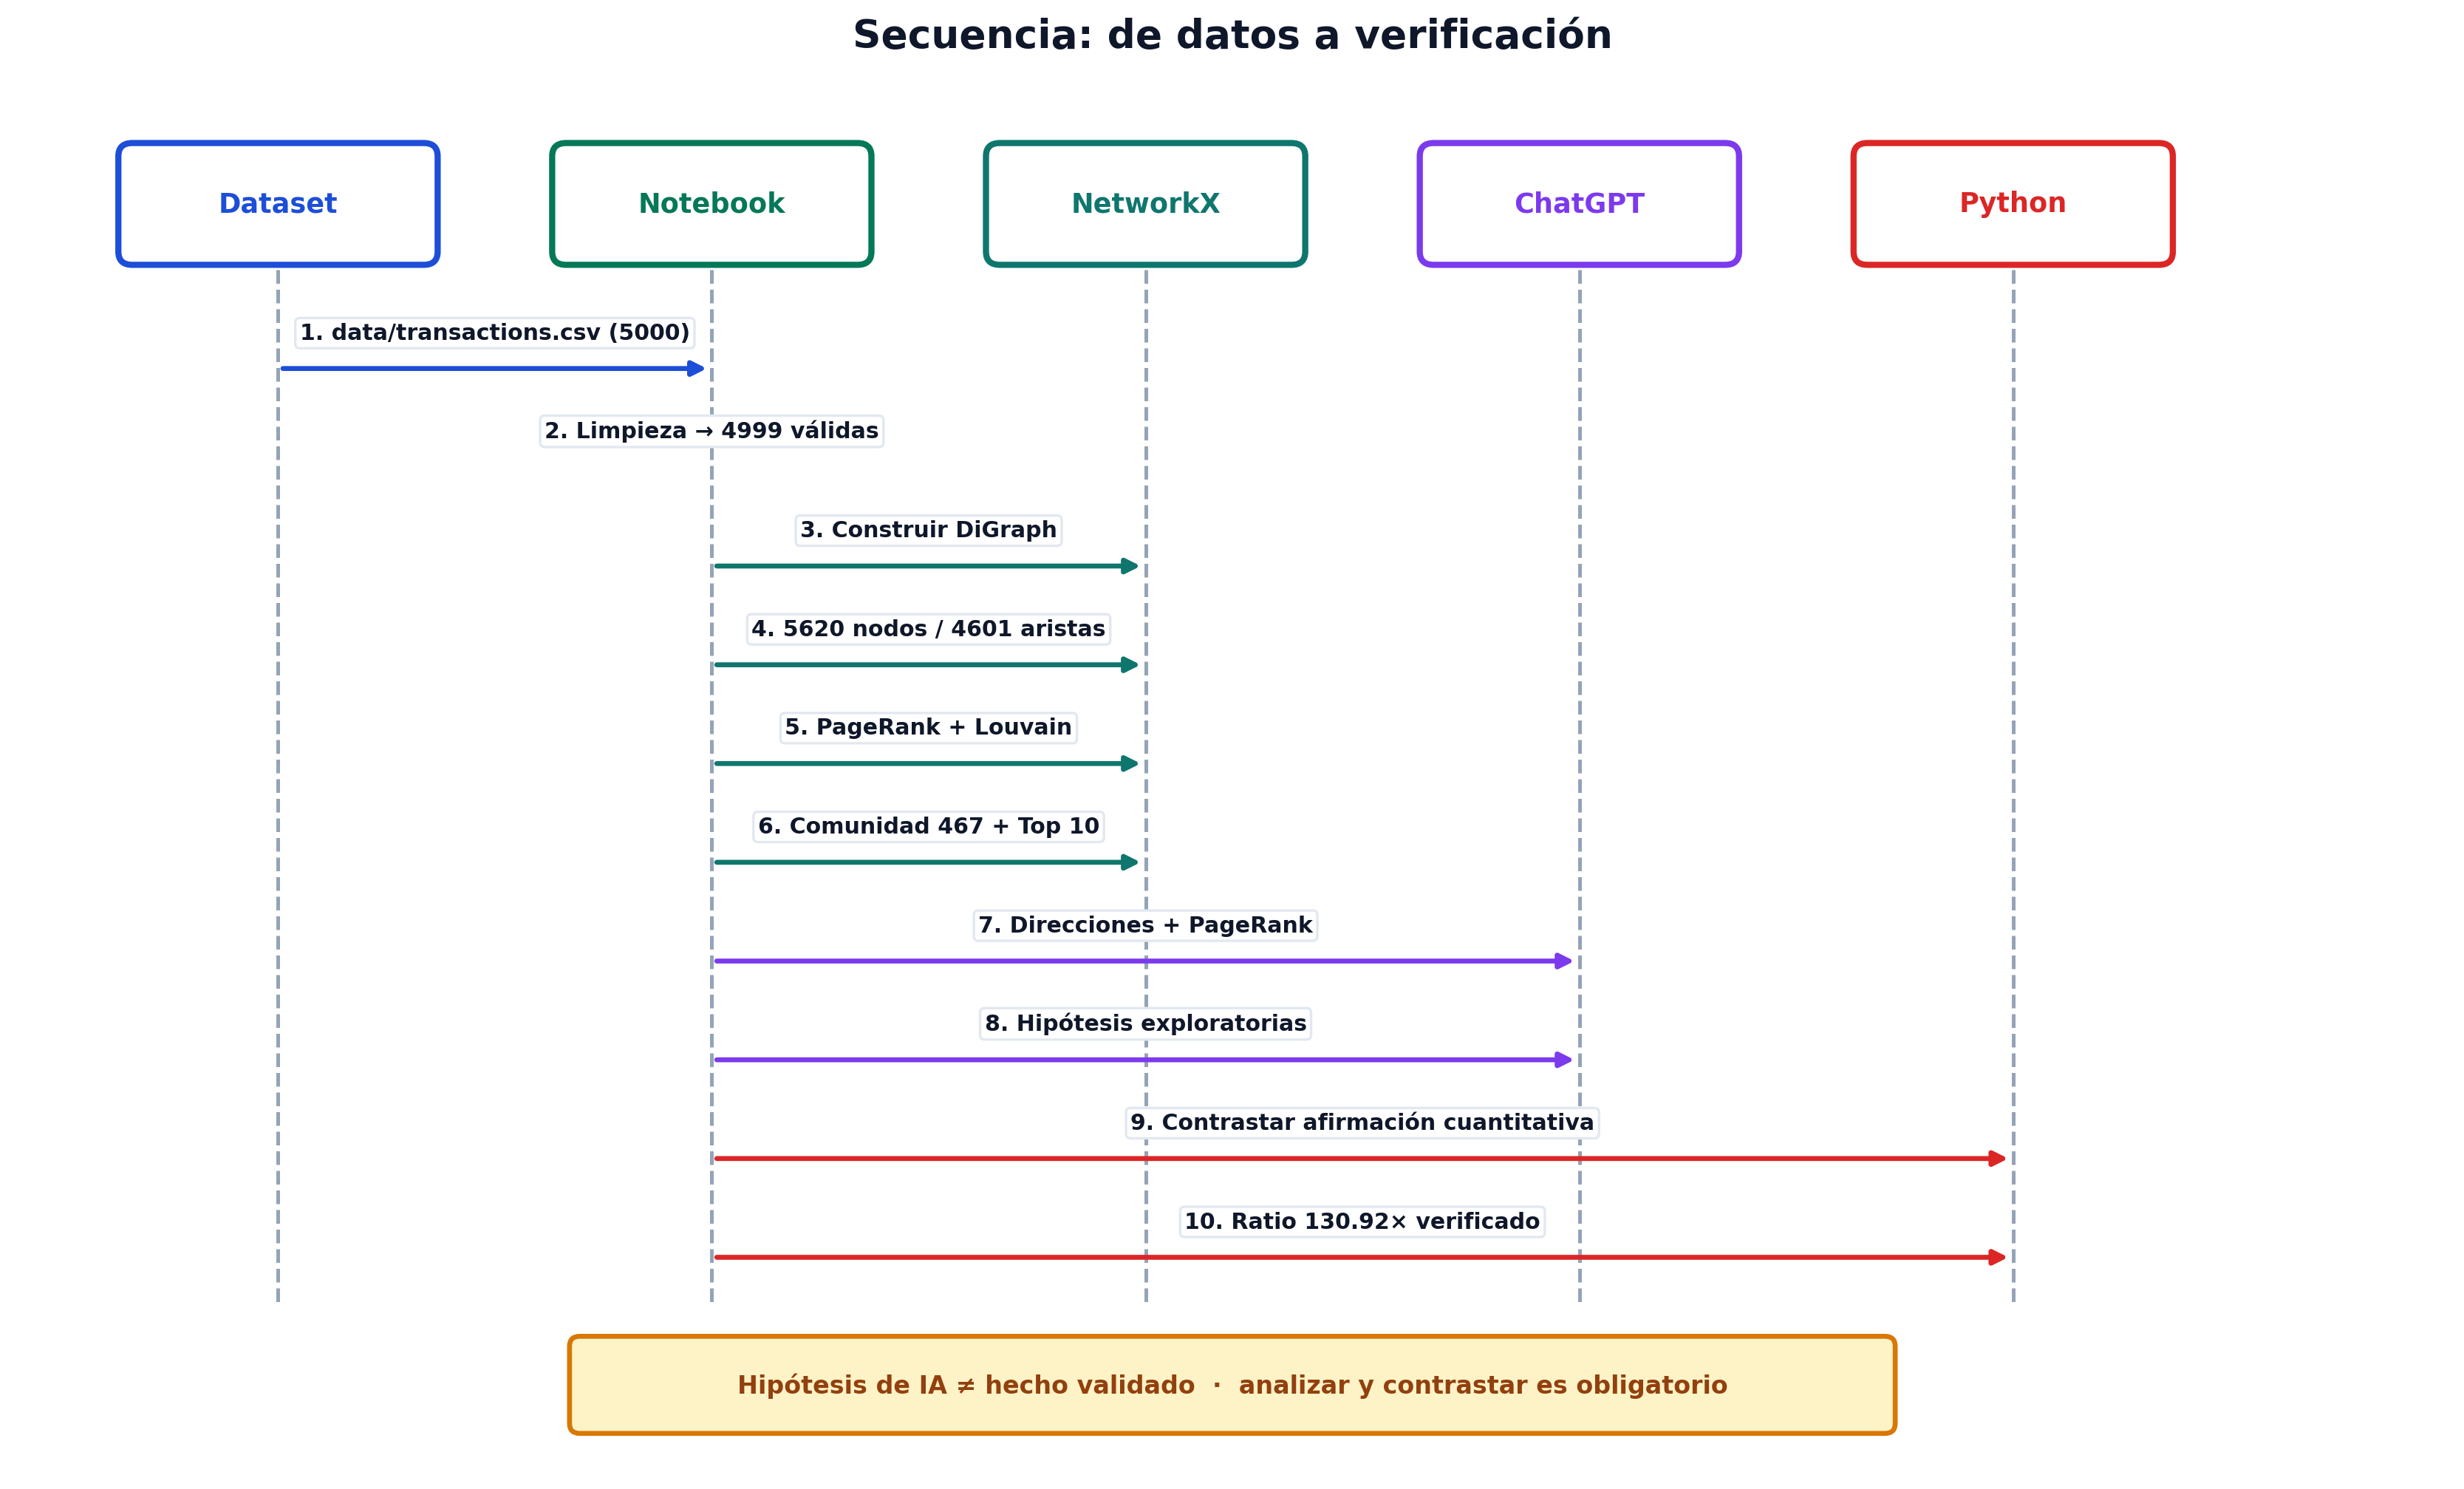 Secuencia: de datos a verificación
Dataset
Notebook
NetworkX
ChatGPT
Python
1. data/transactions.csv (5000)
2. Limpieza → 4999 válidas
3. Construir DiGraph
4. 5620 nodos / 4601 aristas
5. PageRank + Louvain
6. Comunidad 467 + Top 10
7. Direcciones + PageRank
8. Hipótesis exploratorias
9. Contrastar afirmación cuantitativa
10. Ratio 130.92× verificado
Hipótesis de IA ≠ hecho validado · analizar y contrastar es obligatorio